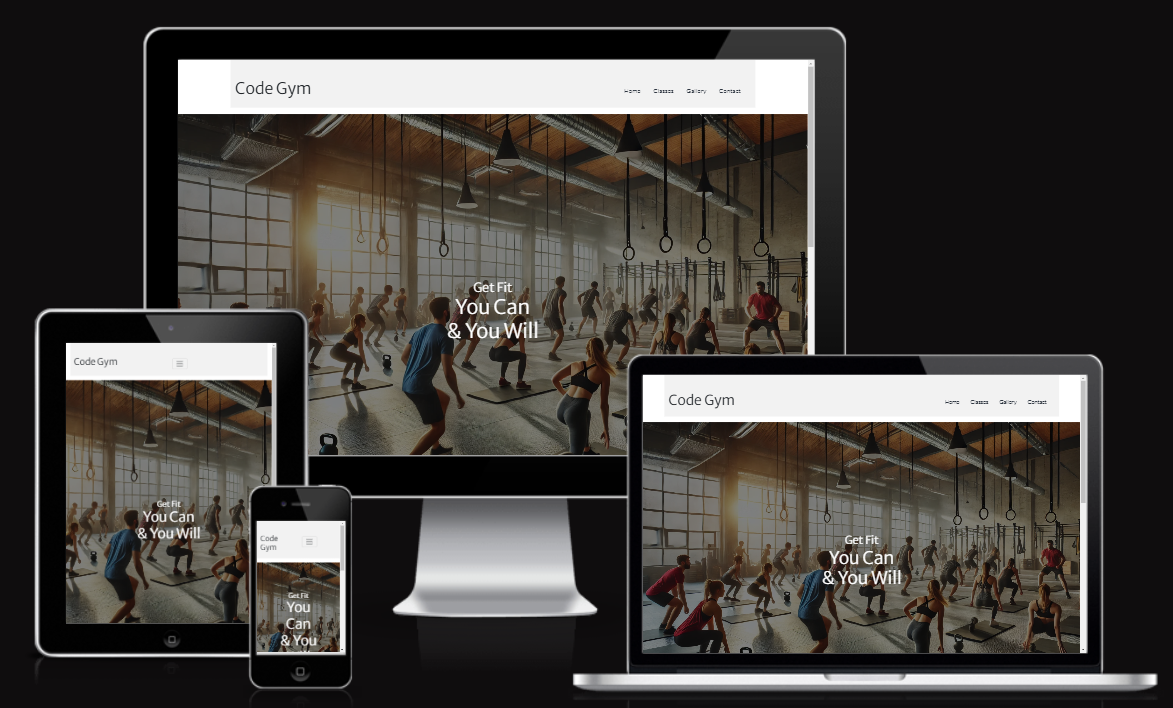 Code Gym
Home Classes Gallery Contact
Get Fit
You Can
& You Will
Code Gym
Get Fit
You Can
& You Will
Code
Gym
Get Fit
You
Can
& You
Code Gym
Home Classes Gallery Contact
Get Fit
You Can
& You Will